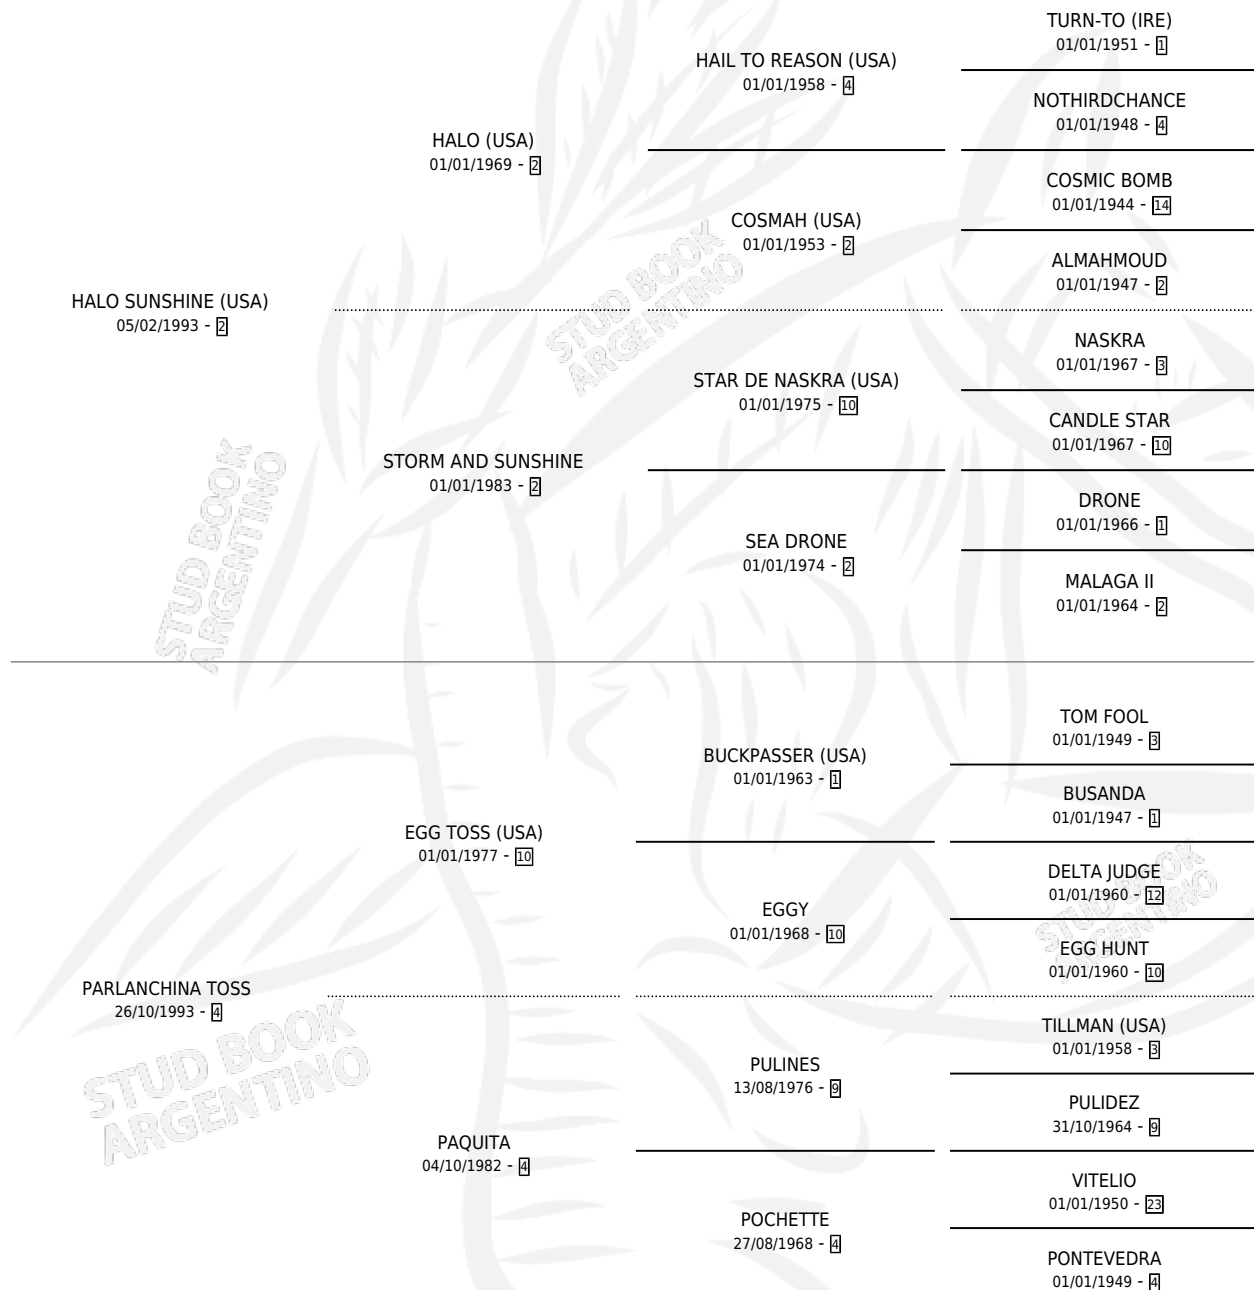 TURN-TO (IRE)
01/01/1951 - 1
HAIL TO REASON (USA)
01/01/1958 - 4
NOTHIRDCHANCE
01/01/1948 - 4
HALO (USA)
01/01/1969 - 2
COSMIC BOMB
01/01/1944 - 14
COSMAH (USA)
01/01/1953 - 2
ALMAHMOUD
01/01/1947 - 2
HALO SUNSHINE (USA)
05/02/1993 - 2
STUD BOOK
ARGENTINO
NASKRA
01/01/1967 - 3
STAR DE NASKRA (USA)
01/01/1975 - 10
CANDLE STAR
01/01/1967 - 10
STORM AND SUNSHINE
01/01/1983 - 2
DRONE
01/01/1966 - 1
SEA DRONE
01/01/1974 - 2
MALAGA II
01/01/1964 - 2
STUD BOOK
ARGENTINO
TOM FOOL
01/01/1949 - 3
BUCKPASSER (USA)
01/01/1963 - 1
BUSANDA
01/01/1947 - 1
EGG TOSS (USA)
01/01/1977 - 10
DELTA JUDGE
01/01/1960 - 12
EGGY
01/01/1968 - 10
STUD BOOK
ARGENTINO
EGG HUNT
01/01/1960 - 10
PARLANCHINA TOSS
26/10/1993 - 4
STUD BOOK
ARGENTINO
TILLMAN (USA)
01/01/1958 - 3
PULINES
13/08/1976 - 9
PULIDEZ
31/10/1964 - 9
PAQUITA
04/10/1982 - 4
VITELIO
01/01/1950 - 23
POCHETTE
27/08/1968 - 4
PONTEVEDRA
01/01/1949 - 4